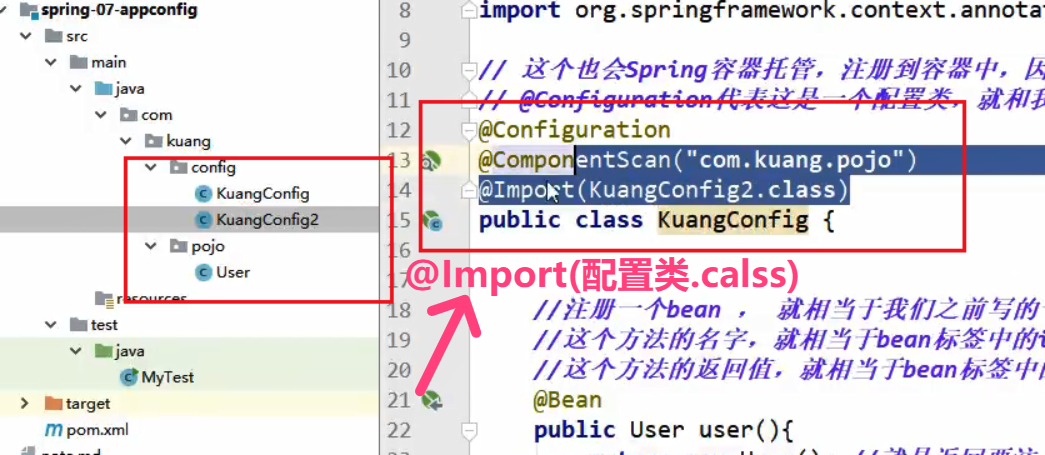 spring-07-appconfig
src
main
java
com
kuang
config
KuangConfig
KuangConfig2
pojo
User
resources
test
java
MyTest
target
pom.xml
8 import org.springframework.context.annota
9
10 // 这个也会Spring容器托管，注册到容器中，因
11 // @Configuration代表这是一个配置类，就和我
12 @Configuration
13 @ComponentScan("com.kuang.pojo")
14 @Import(KuangConfig2.class)
15 public class KuangConfig {
16
@Import(配置类.calss)
17
18 //注册一个bean ， 就相当于我们之前写的
19 //这个方法的名字，就相当于bean标签中的
20 //这个方法的返回值，就相当于bean标签中的
21 @Bean
22 public User user(){